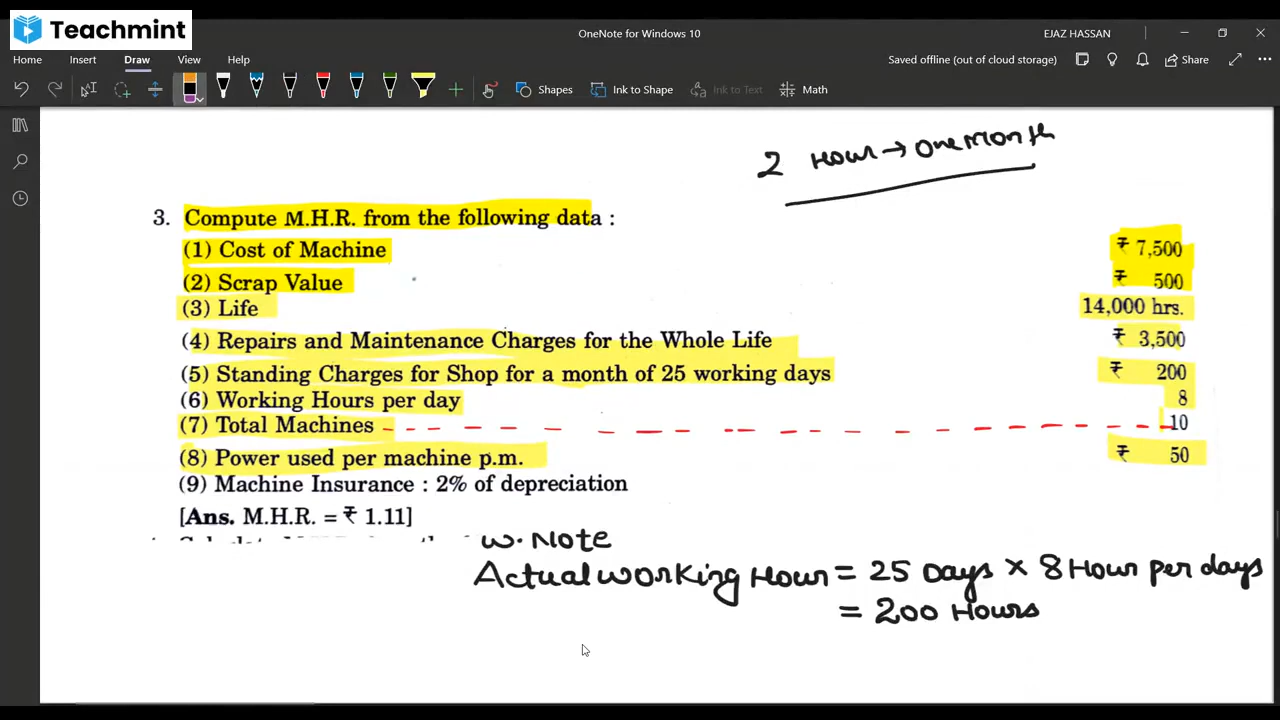 Teachmint
OneNote for Windows 10
EJAZ HASSAN
Home Insert Draw View Help
Saved offline (out of cloud storage) Share
Shapes Ink to Shape Ink to Text Math
2 Hour → one Month
3. Compute M.H.R. from the following data :
(1) Cost of Machine ₹ 7,500
(2) Scrap Value ₹ 500
(3) Life 14,000 hrs.
(4) Repairs and Maintenance Charges for the Whole Life ₹ 3,500
(5) Standing Charges for Shop for a month of 25 working days ₹ 200
(6) Working Hours per day 8
(7) Total Machines 10
(8) Power used per machine p.m. ₹ 50
(9) Machine Insurance : 2% of depreciation
[Ans. M.H.R. = ₹ 1.11]
W. Note
Actual working Hour = 25 Days × 8 Hour per days
= 200 Hours